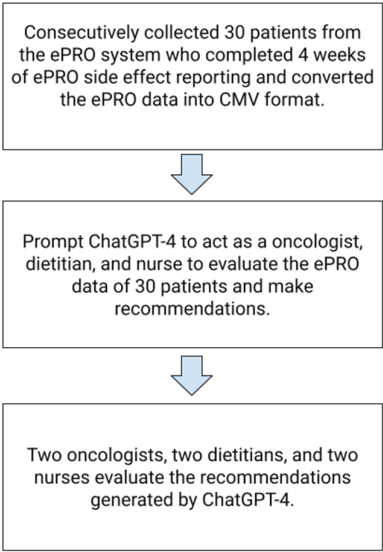 Consecutively collected 30 patients from
the ePRO system who completed 4 weeks
of ePRO side effect reporting and converted
the ePRO data into CMV format.
Prompt ChatGPT-4 to act as a oncologist,
dietitian, and nurse to evaluate the ePRO
data of 30 patients and make
recommendations.
Two oncologists, two dietitians, and two
nurses evaluate the recommendations
generated by ChatGPT-4.